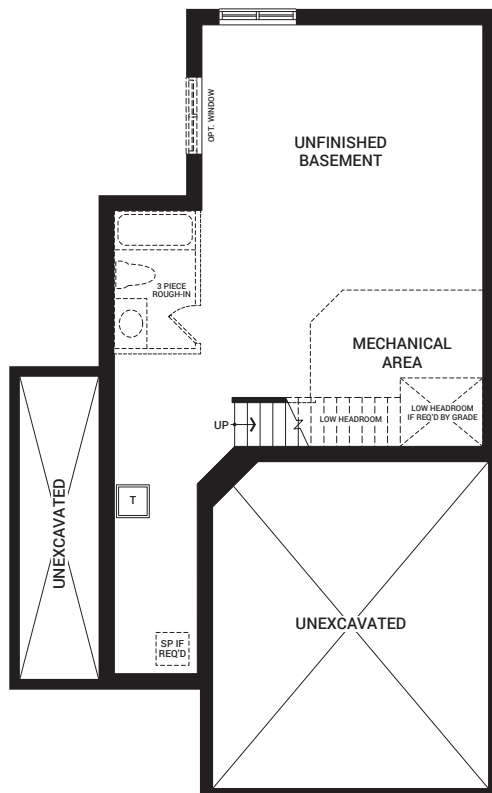 OPT. WINDOW
UNFINISHED
BASEMENT
3 PIECE
ROUGH-IN
MECHANICAL
AREA
LOW HEADROOM
IF REQ'D BY GRADE
LOW HEADROOM
UP
T
UNEXCAVATED
UNEXCAVATED
SP IF
REQ'D